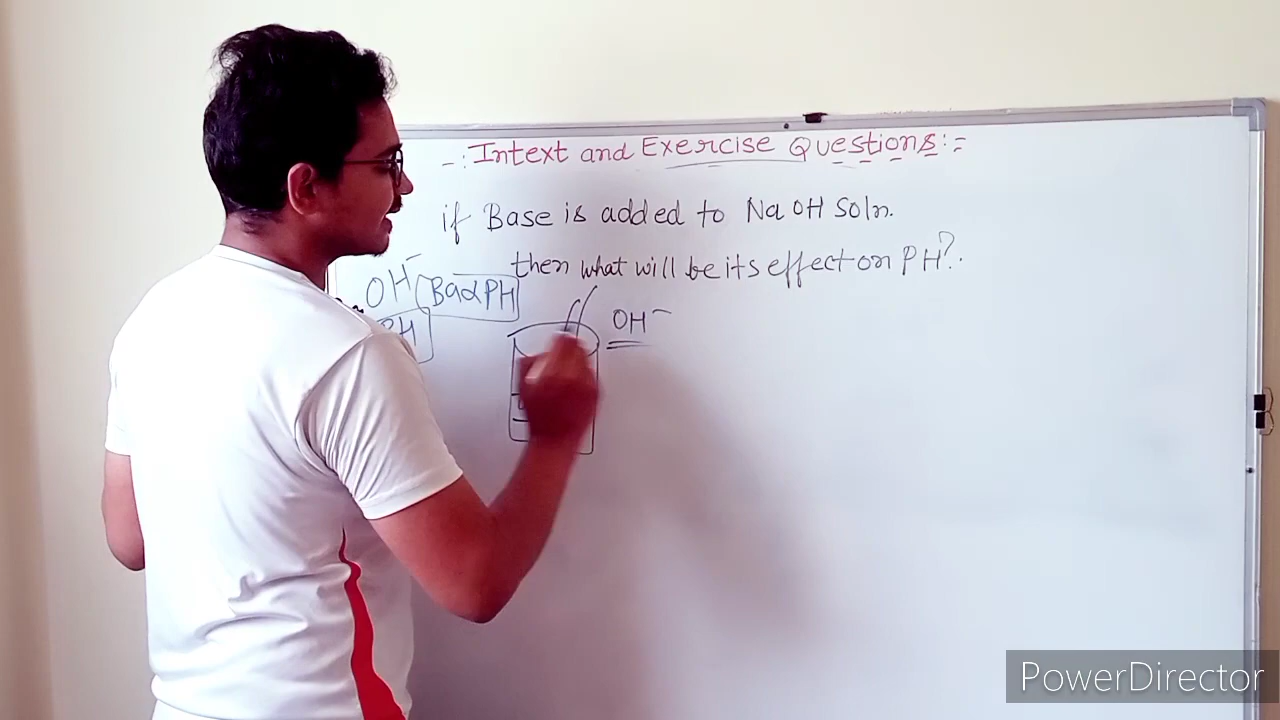 -: Intext and Exercise Questions:-
if Base is added to NaOH Soln.
then what will be its effect on PH?.
OH⁻ (Base ∝ PH
PH
OH⁻
PowerDirector